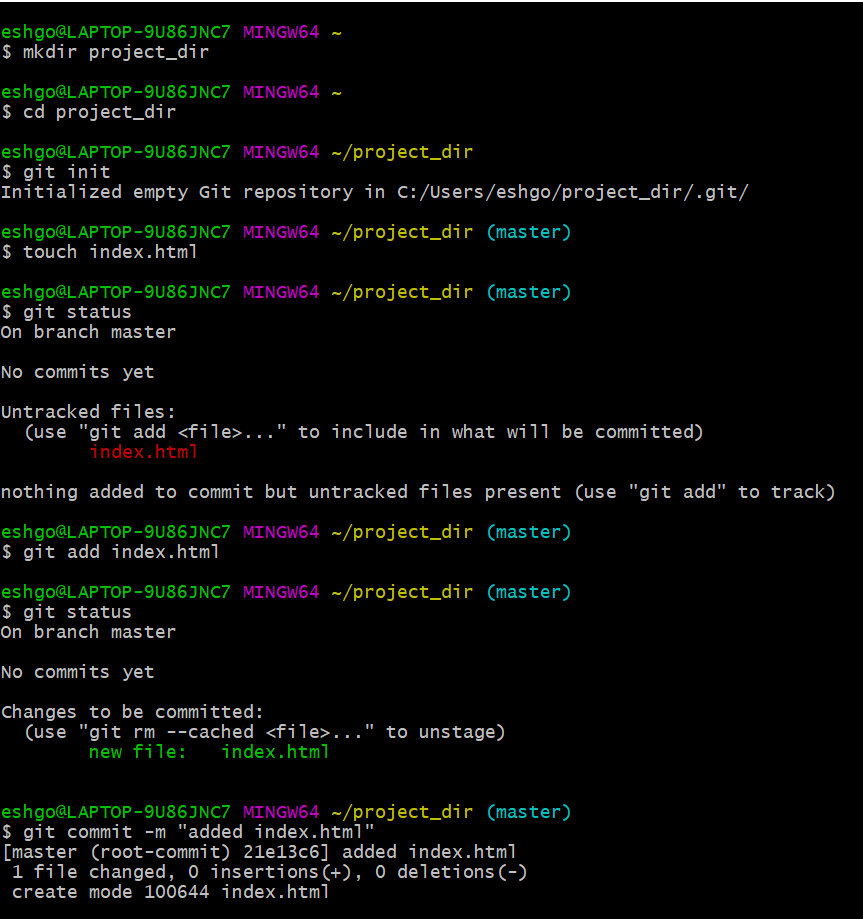 eshgo@LAPTOP-9U86JNC7 MINGW64 ~
$ mkdir project_dir
eshgo@LAPTOP-9U86JNC7 MINGW64 ~
$ cd project_dir
eshgo@LAPTOP-9U86JNC7 MINGW64 ~/project_dir
$ git init
Initialized empty Git repository in C:/Users/eshgo/project_dir/.git/
eshgo@LAPTOP-9U86JNC7 MINGW64 ~/project_dir (master)
$ touch index.html
eshgo@LAPTOP-9U86JNC7 MINGW64 ~/project_dir (master)
$ git status
On branch master
No commits yet
Untracked files:
  (use "git add <file>..." to include in what will be committed)
        index.html
nothing added to commit but untracked files present (use "git add" to track)
eshgo@LAPTOP-9U86JNC7 MINGW64 ~/project_dir (master)
$ git add index.html
eshgo@LAPTOP-9U86JNC7 MINGW64 ~/project_dir (master)
$ git status
On branch master
No commits yet
Changes to be committed:
  (use "git rm --cached <file>..." to unstage)
        new file:   index.html
eshgo@LAPTOP-9U86JNC7 MINGW64 ~/project_dir (master)
$ git commit -m "added index.html"
[master (root-commit) 21e13c6] added index.html
 1 file changed, 0 insertions(+), 0 deletions(-)
 create mode 100644 index.html